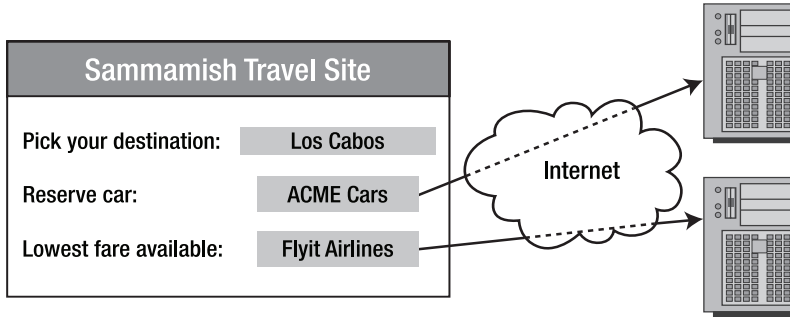 Sammamish Travel Site
Pick your destination: Los Cabos
Reserve car: ACME Cars
Lowest fare available: Flyit Airlines
Internet